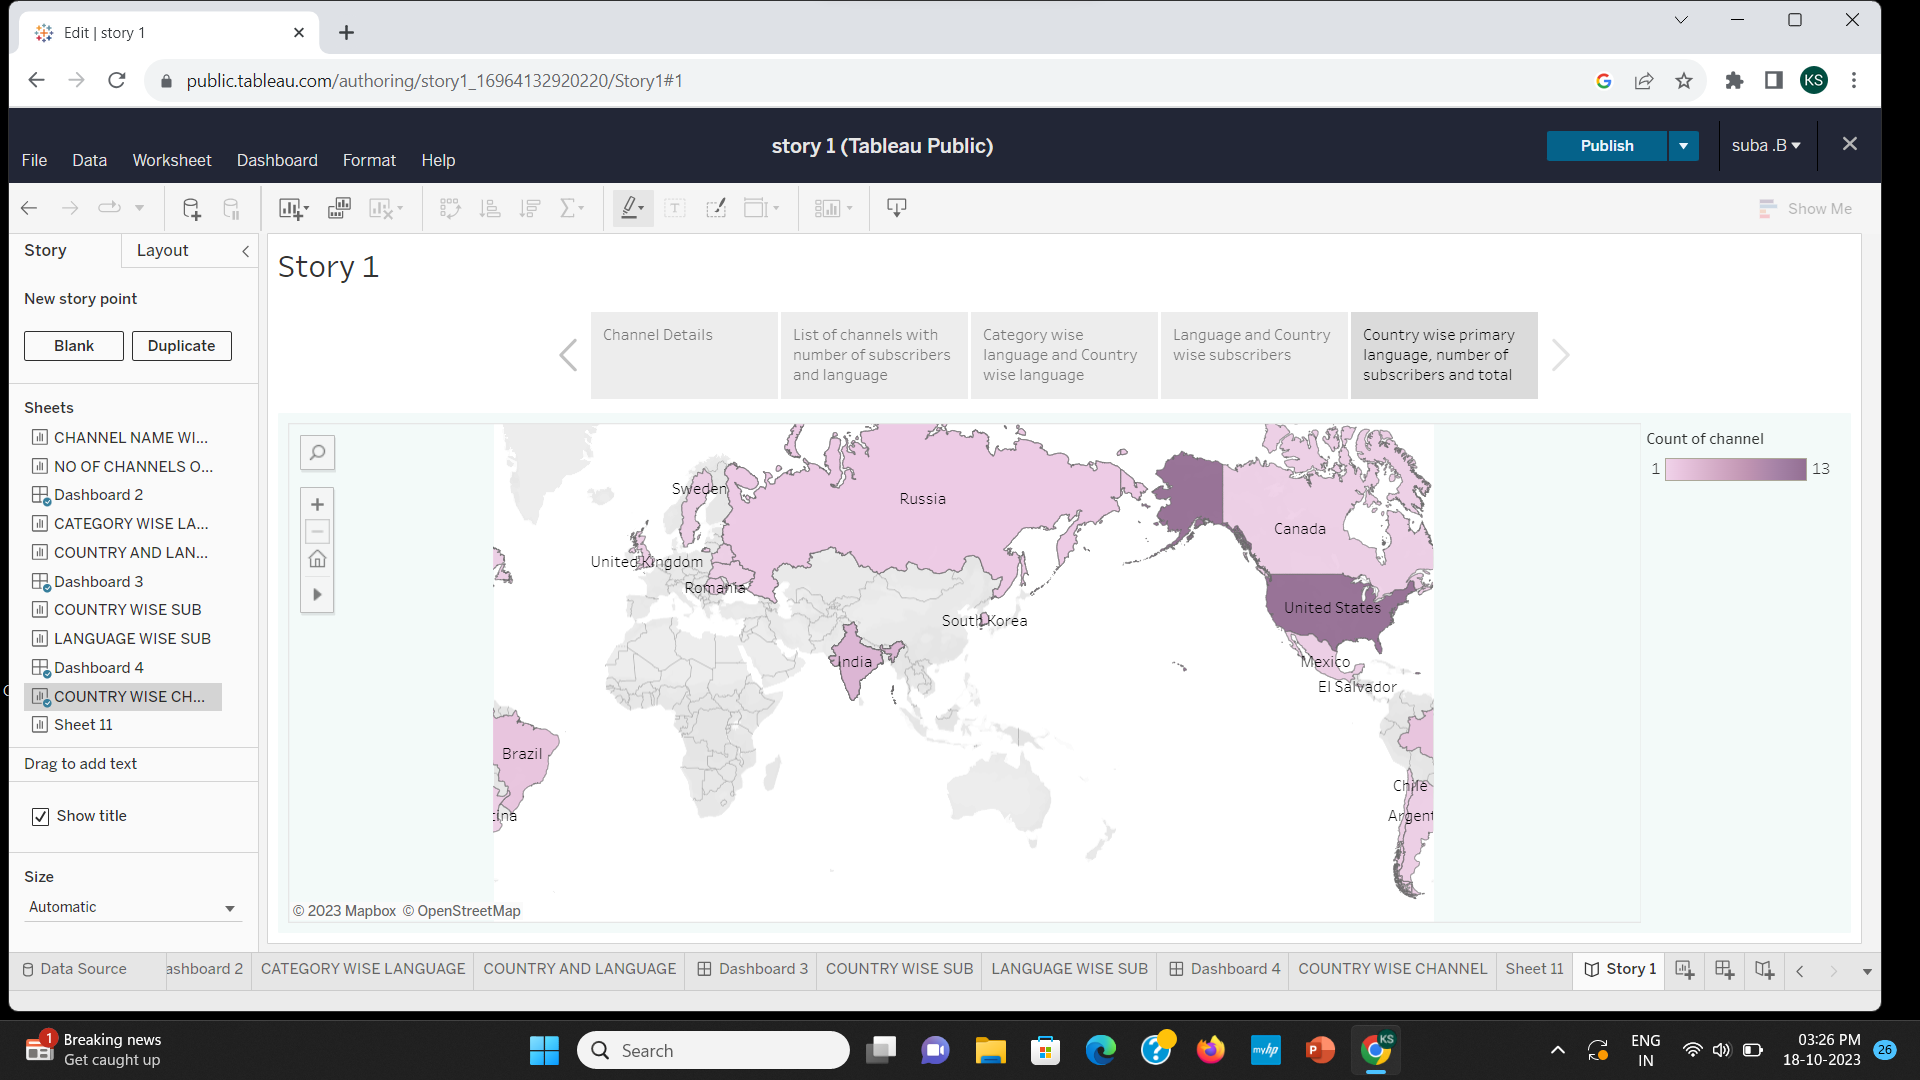 Edit | story 1
public.tableau.com/authoring/story1_16964132920220/Story1#1
KS
story 1 (Tableau Public)
File Data Worksheet Dashboard Format Help
Publish
suba .B
Show Me
Story Layout
Story 1
New story point
Blank Duplicate
Channel Details
List of channels with
number of subscribers
and language
Category wise
language and Country
wise language
Language and Country
wise subscribers
Country wise primary
language, number of
subscribers and total
Sheets
CHANNEL NAME WI...
NO OF CHANNELS O...
Dashboard 2
CATEGORY WISE LA...
COUNTRY AND LAN...
Dashboard 3
COUNTRY WISE SUB
LANGUAGE WISE SUB
Dashboard 4
COUNTRY WISE CH...
Sheet 11
Drag to add text
Show title
Size
Automatic
Count of channel
1 13
Sweden
Russia
Canada
United Kingdom
Romania
South Korea
United States
India
Mexico
El Salvador
Brazil
Chile
tina
Argent
© 2023 Mapbox © OpenStreetMap
Data Source ashboard 2 CATEGORY WISE LANGUAGE COUNTRY AND LANGUAGE Dashboard 3 COUNTRY WISE SUB LANGUAGE WISE SUB Dashboard 4 COUNTRY WISE CHANNEL Sheet 11 Story 1
1
Breaking news
Get caught up
Search
myhp
P
KS
ENG
IN
03:26 PM
18-10-2023
26